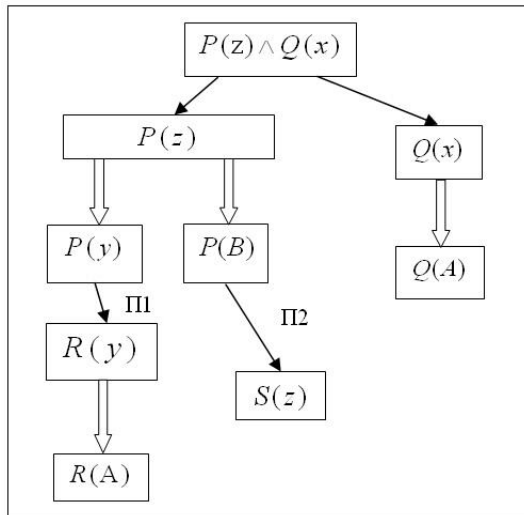 P(z) ∧ Q(x)
P(z)
Q(x)
P(y)
P(B)
Q(A)
П1
П2
R(y)
S(z)
R(A)